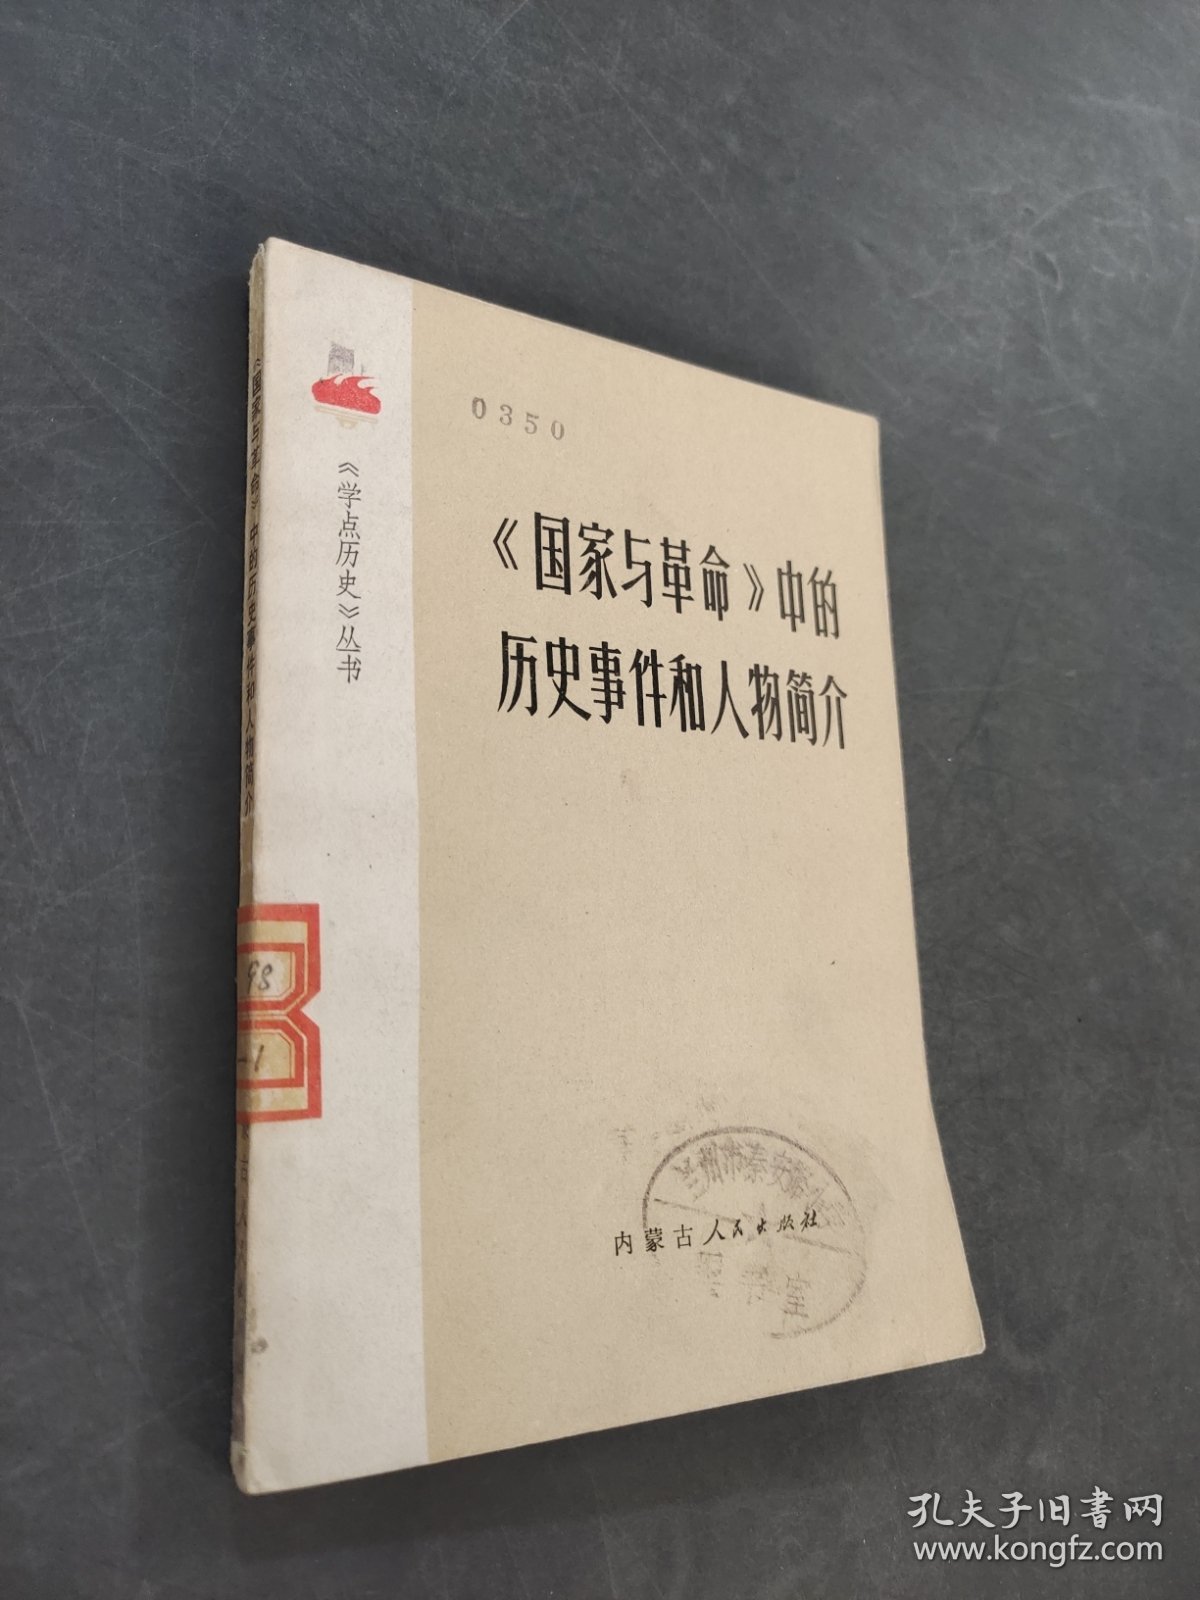 0350
《国家与革命》中的
历史事件和人物简介
《学点历史》丛书
《国家与革命》中的历史事件和人物简介
98
-1
内蒙古人民出版社
孔夫子旧书网
www.kongfz.com